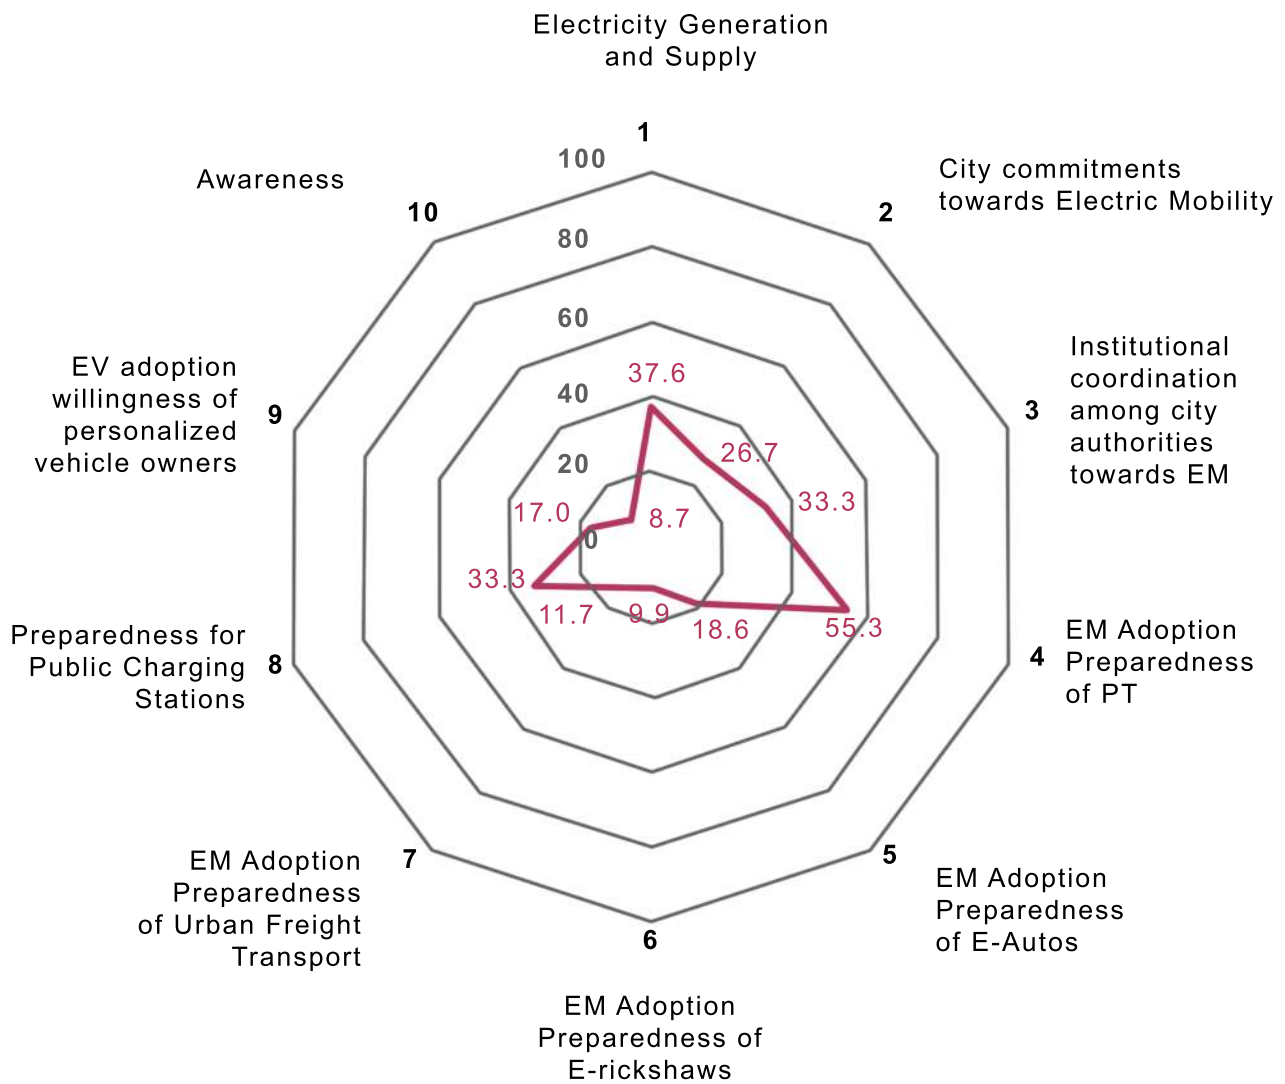 Electricity Generation
and Supply
1
100
City commitments
towards Electric Mobility
2
Awareness
10
80
60
Institutional
coordination
among city
authorities
towards EM
3
EV adoption
willingness of
personalized
vehicle owners
9
37.6
40
26.7
20
33.3
17.0
8.7
0
33.3
11.7
9.9
18.6
55.3
EM Adoption
Preparedness
of PT
4
Preparedness for
Public Charging
Stations
8
EM Adoption
Preparedness
of E-Autos
5
EM Adoption
Preparedness
of Urban Freight
Transport
7
6
EM Adoption
Preparedness of
E-rickshaws